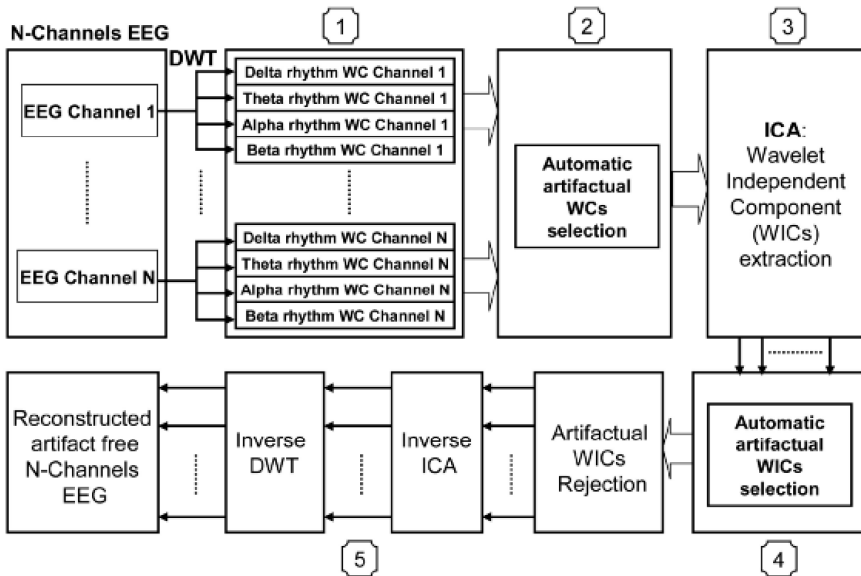 N-Channels EEG
DWT
1
2
3
EEG Channel 1
EEG Channel N
Delta rhythm WC Channel 1
Theta rhythm WC Channel 1
Alpha rhythm WC Channel 1
Beta rhythm WC Channel 1
Delta rhythm WC Channel N
Theta rhythm WC Channel N
Alpha rhythm WC Channel N
Beta rhythm WC Channel N
Automatic
artifactual
WCs
selection
ICA:
Wavelet
Independent
Component
(WICs)
extraction
Reconstructed
artifact free
N-Channels
EEG
Inverse
DWT
Inverse
ICA
Artifactual
WICs
Rejection
Automatic
artifactual
WICs
selection
5
4